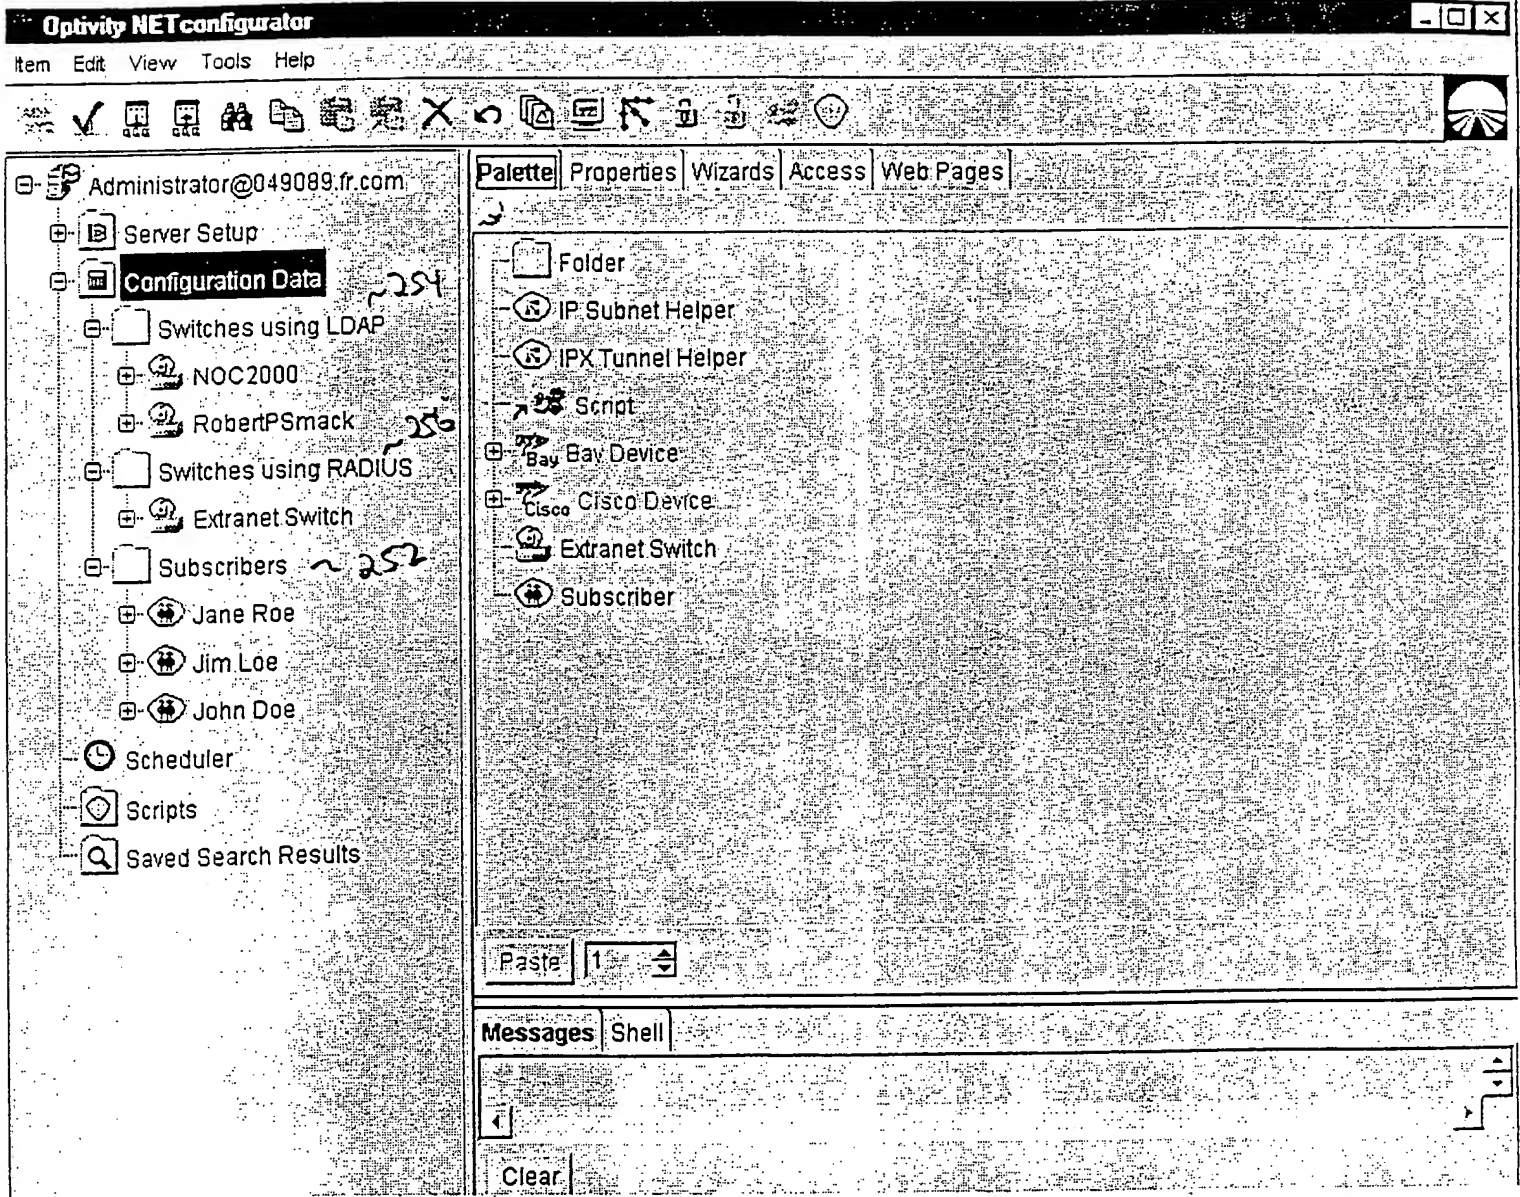 Optivity NETconfigurator
Item Edit View Tools Help
Administrator@049089.fr.com
Server Setup
Configuration Data
~254
Switches using LDAP
NOC2000
RobertPSmack
~256
Switches using RADIUS
Extranet Switch
Subscribers ~ 252
Jane Roe
Jim Loe
John Doe
Scheduler
Scripts
Saved Search Results
Palette Properties Wizards Access Web Pages
Folder
IP Subnet Helper
IPX Tunnel Helper
Script
Bay Bay Device
Cisco Cisco Device
Extranet Switch
Subscriber
Paste 1
Messages Shell
Clear